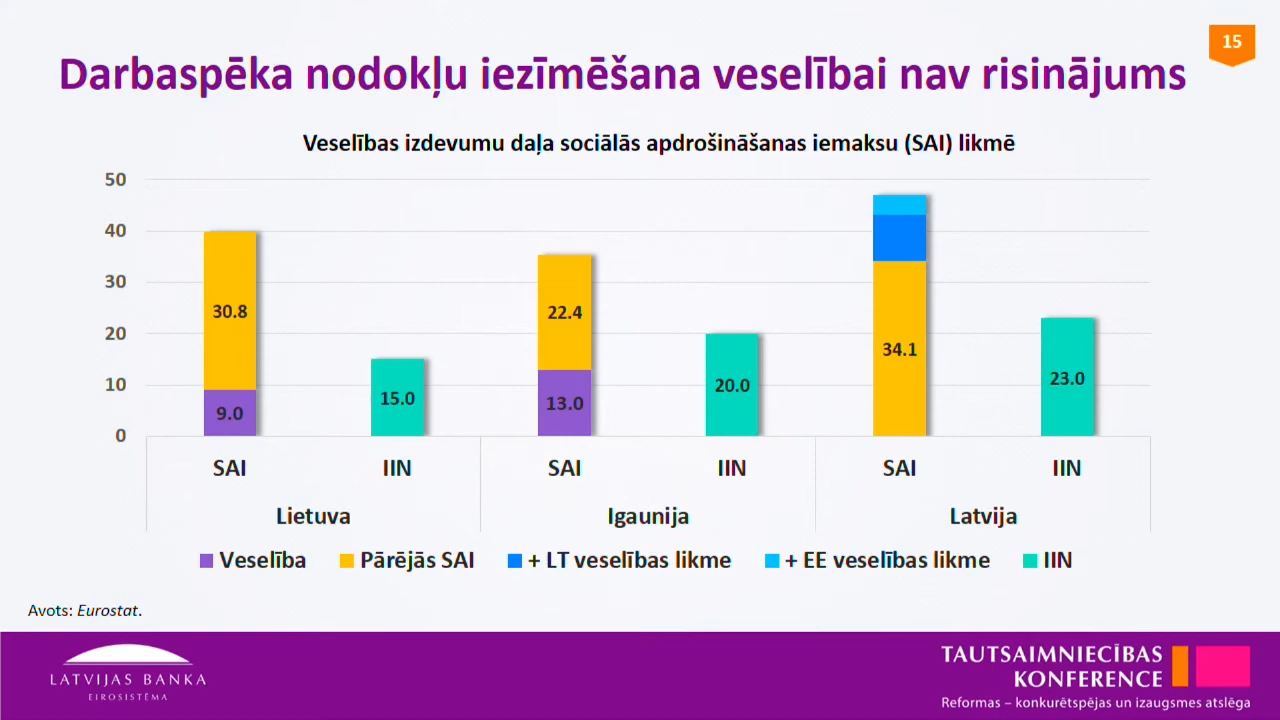 15
Darbaspēka nodokļu iezīmēšana veselībai nav risinājums
Veselības izdevumu daļa sociālās apdrošināšanas iemaksu (SAI) likmē
50
40
30
20
10
0
30.8
9.0
15.0
22.4
13.0
20.0
34.1
23.0
SAI IIN SAI IIN SAI IIN
Lietuva Igaunija Latvija
Veselība Pārējās SAI + LT veselības likme + EE veselības likme IIN
Avots: Eurostat.
LATVIJAS BANKA
EIROSISTĒMA
TAUTSAIMNIECĪBAS
KONFERENCE
Reformas – konkurētspējas un izaugsmes atslēga